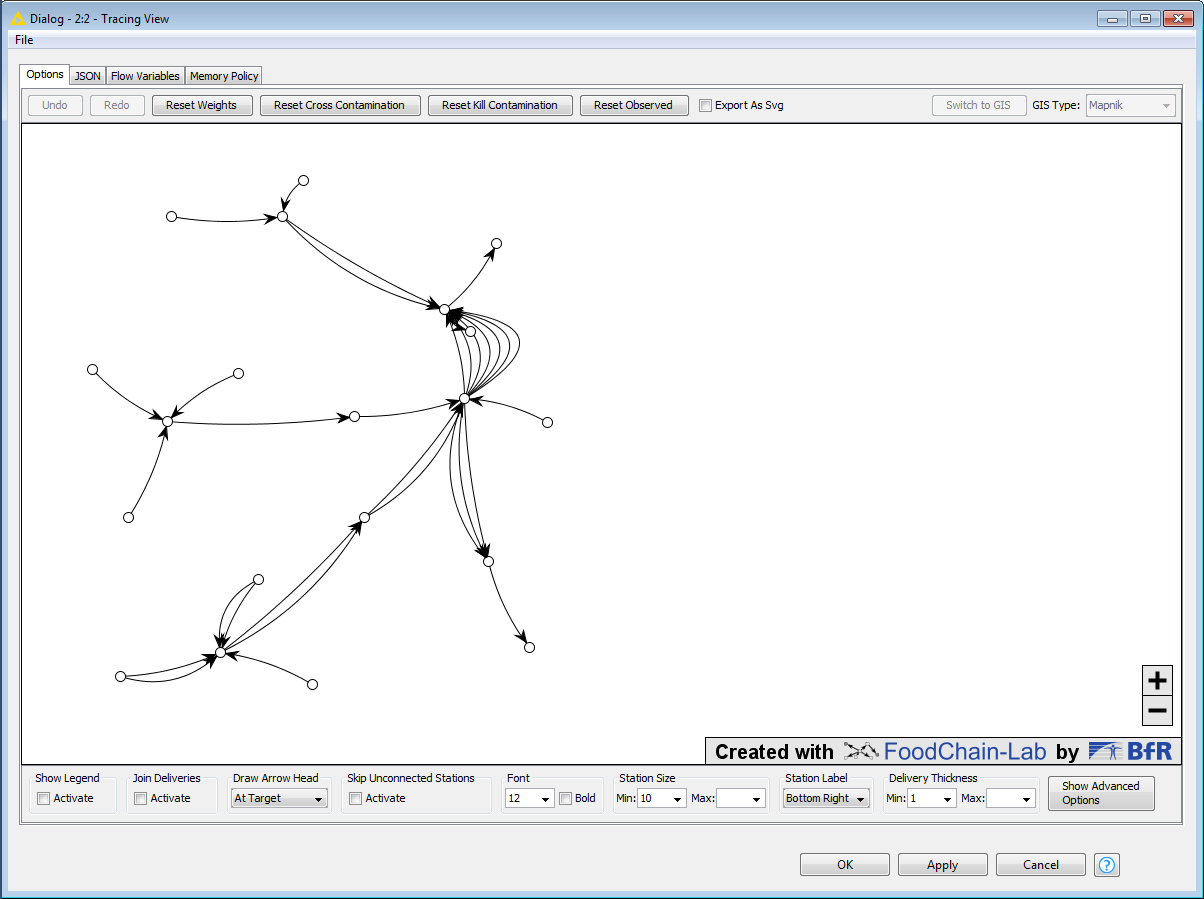 Dialog - 2:2 - Tracing View
File
Options JSON Flow Variables Memory Policy
Undo Redo Reset Weights Reset Cross Contamination Reset Kill Contamination Reset Observed Export As Svg Switch to GIS GIS Type: Mapnik
+
−
Created with FoodChain-Lab by BfR
Show Legend Join Deliveries Draw Arrow Head Skip Unconnected Stations Font Station Size Station Label Delivery Thickness
Activate Activate At Target Activate 12 Bold Min: 10 Max: Bottom Right Min: 1 Max: Show Advanced
Options
OK Apply Cancel ?